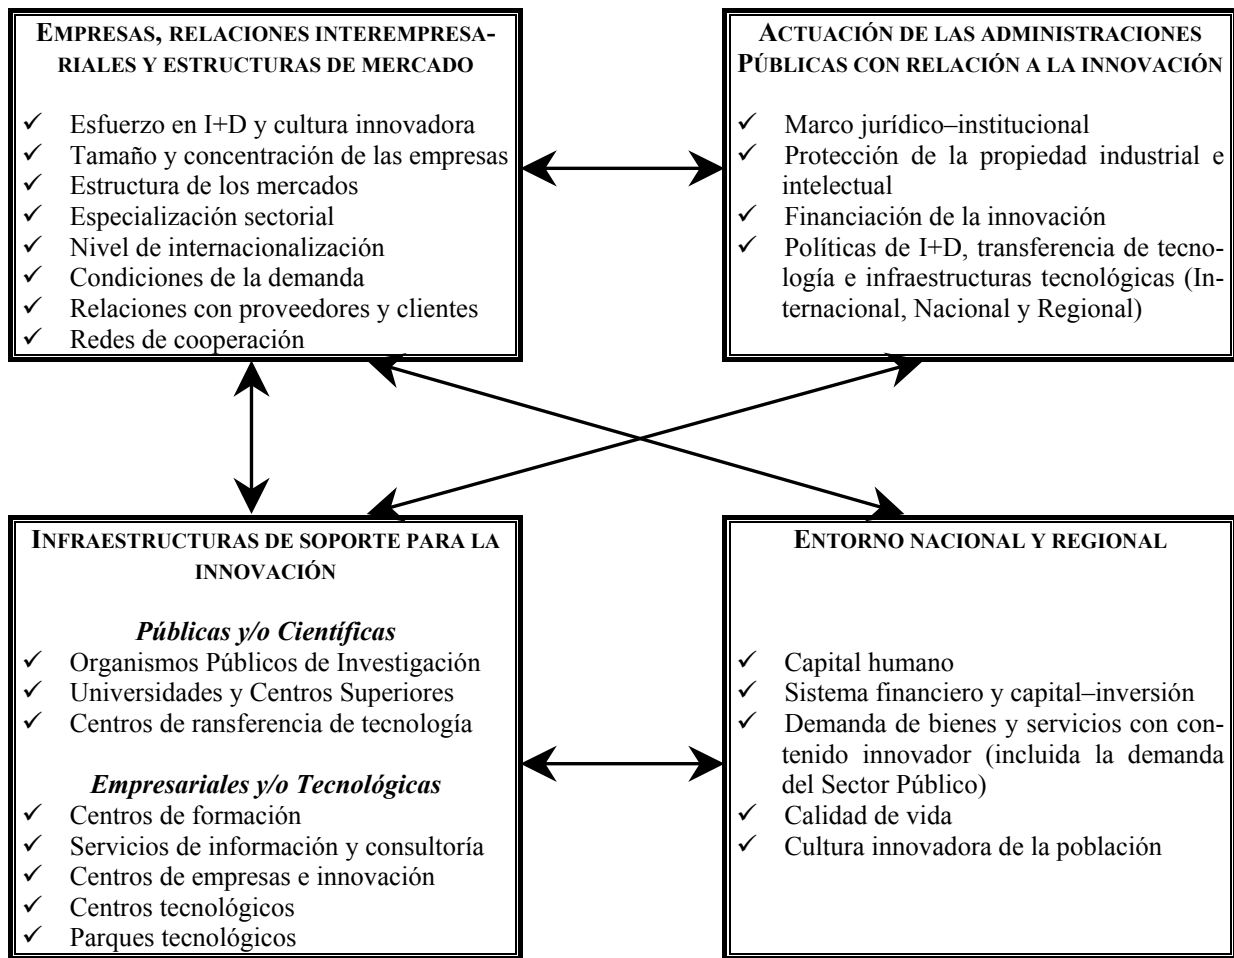 EMPRESAS, RELACIONES INTEREMPRESA-
RIALES Y ESTRUCTURAS DE MERCADO
✓ Esfuerzo en I+D y cultura innovadora
✓ Tamaño y concentración de las empresas
✓ Estructura de los mercados
✓ Especialización sectorial
✓ Nivel de internacionalización
✓ Condiciones de la demanda
✓ Relaciones con proveedores y clientes
✓ Redes de cooperación
ACTUACIÓN DE LAS ADMINISTRACIONES
PÚBLICAS CON RELACIÓN A LA INNOVACIÓN
✓ Marco jurídico–institucional
✓ Protección de la propiedad industrial e
intelectual
✓ Financiación de la innovación
✓ Políticas de I+D, transferencia de tecno-
logía e infraestructuras tecnológicas (In-
ternacional, Nacional y Regional)
INFRAESTRUCTURAS DE SOPORTE PARA LA
INNOVACIÓN
Públicas y/o Científicas
✓ Organismos Públicos de Investigación
✓ Universidades y Centros Superiores
✓ Centros de ransferencia de tecnología
Empresariales y/o Tecnológicas
✓ Centros de formación
✓ Servicios de información y consultoría
✓ Centros de empresas e innovación
✓ Centros tecnológicos
✓ Parques tecnológicos
ENTORNO NACIONAL Y REGIONAL
✓ Capital humano
✓ Sistema financiero y capital–inversión
✓ Demanda de bienes y servicios con con-
tenido innovador (incluida la demanda
del Sector Público)
✓ Calidad de vida
✓ Cultura innovadora de la población